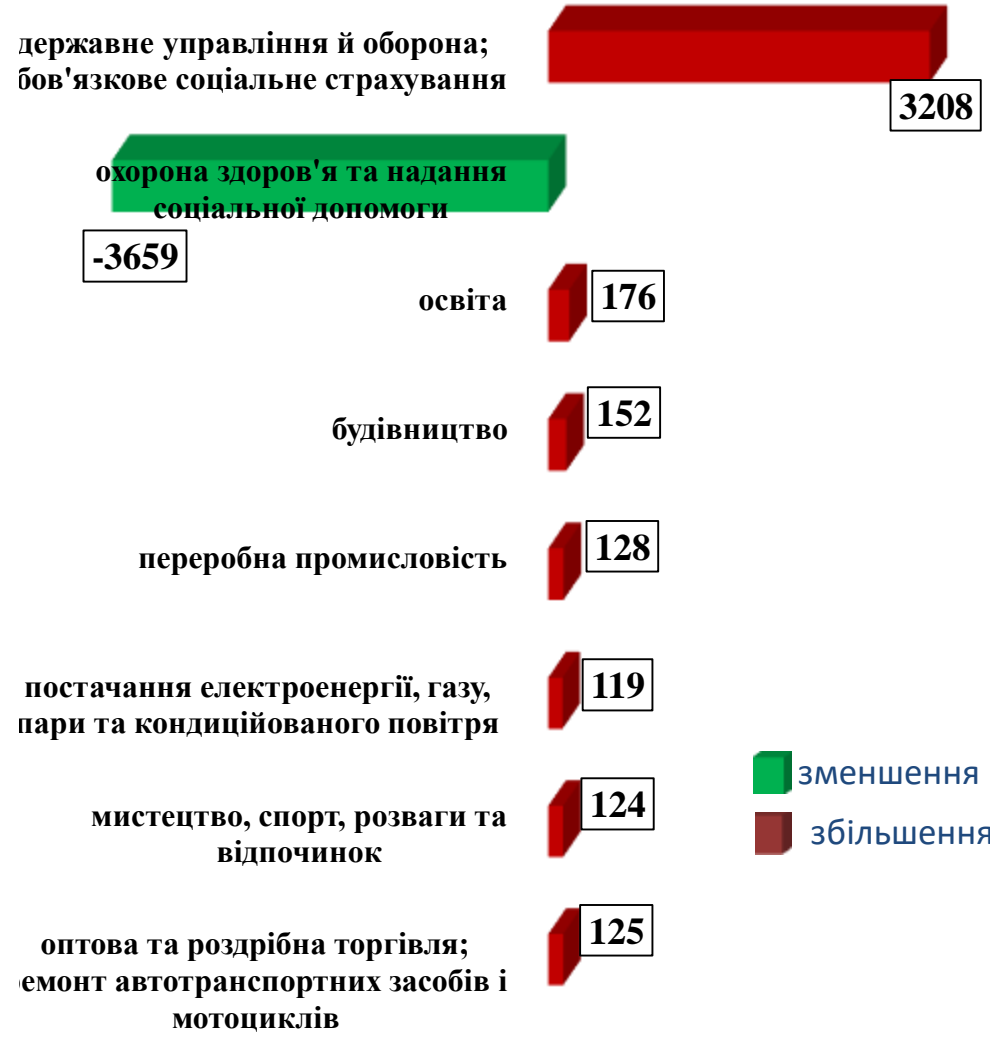 державне управління й оборона;
бов'язкове соціальне страхування
3208
охорона здоров'я та надання
соціальної допомоги
-3659
освіта
176
будівництво
152
переробна промисловість
128
постачання електроенергії, газу,
пари та кондиційованого повітря
119
мистецтво, спорт, розваги та
відпочинок
124
зменшення
збільшення
оптова та роздрібна торгівля;
емонт автотранспортних засобів і
мотоциклів
125